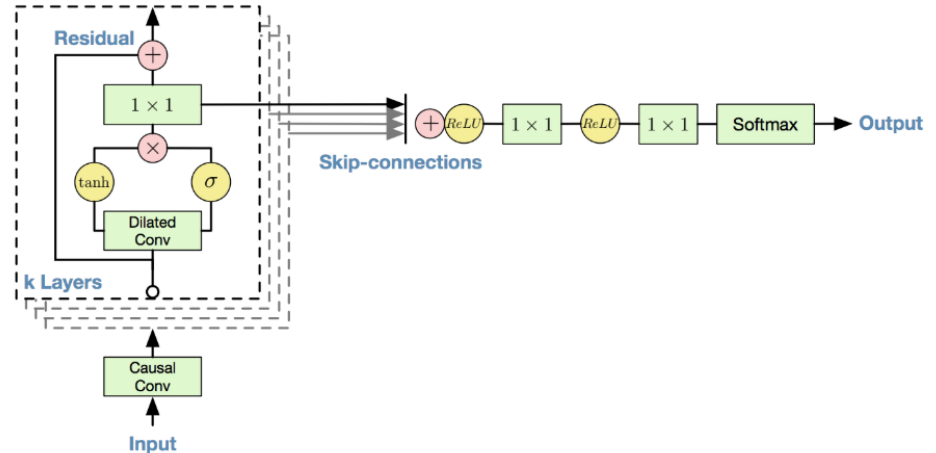 Residual
+
1 × 1
×
tanh
σ
Dilated
Conv
k Layers
Causal
Conv
Input
Skip-connections
+
ReLU
1 × 1
ReLU
1 × 1
Softmax
Output